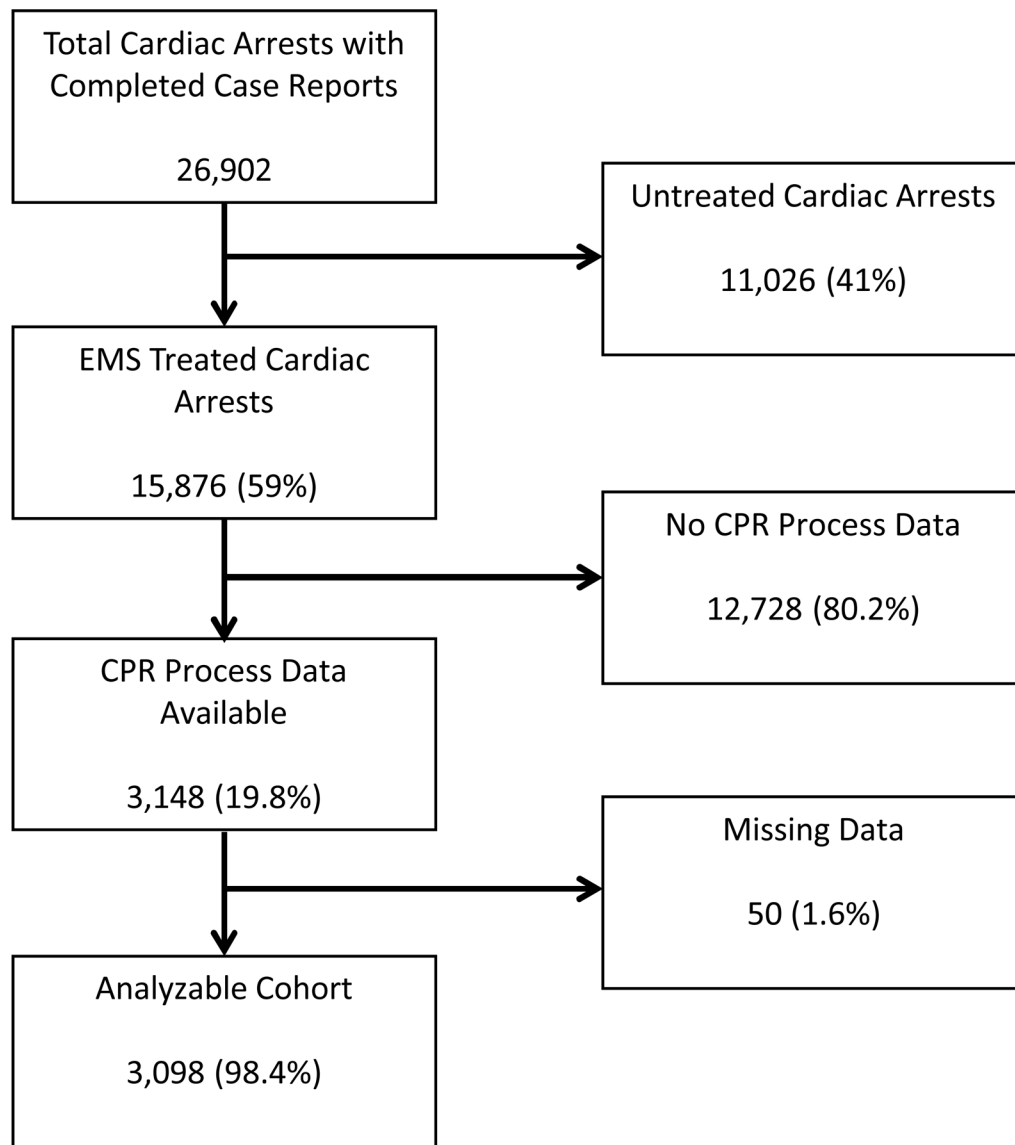 Total Cardiac Arrests with
Completed Case Reports
26,902
Untreated Cardiac Arrests
11,026 (41%)
EMS Treated Cardiac
Arrests
15,876 (59%)
No CPR Process Data
12,728 (80.2%)
CPR Process Data
Available
3,148 (19.8%)
Missing Data
50 (1.6%)
Analyzable Cohort
3,098 (98.4%)